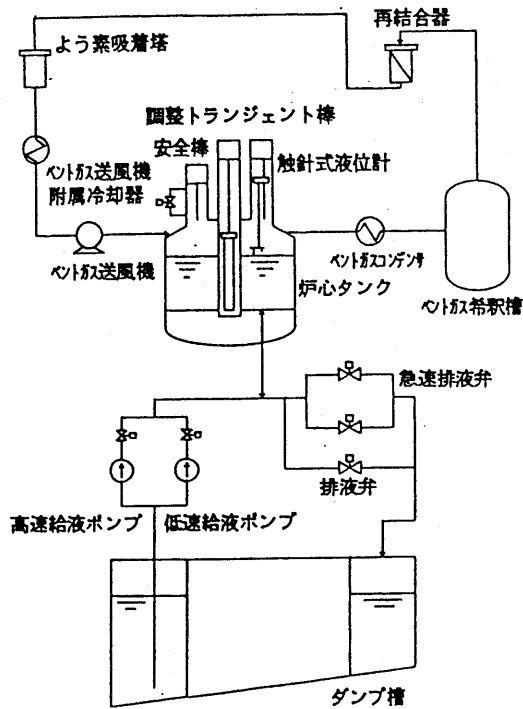 再結合器
よう素吸着塔
調整トランジェント棒
安全棒
触針式液位計
ベントガス送風機
附属冷却器
ベントガス送風機
ベントガスコンデンサ
炉心タンク
ベントガス希釈槽
急速排液弁
排液弁
高速給液ポンプ
低速給液ポンプ
ダンプ槽